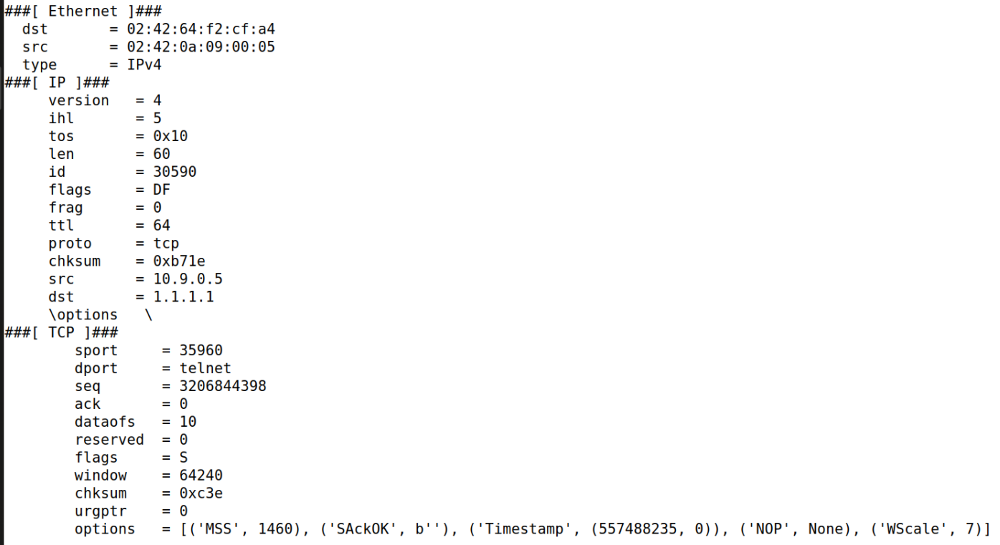 ###[ Ethernet ]###
  dst       = 02:42:64:f2:cf:a4
  src       = 02:42:0a:09:00:05
  type      = IPv4
###[ IP ]###
     version   = 4
     ihl       = 5
     tos       = 0x10
     len       = 60
     id        = 30590
     flags     = DF
     frag      = 0
     ttl       = 64
     proto     = tcp
     chksum    = 0xb71e
     src       = 10.9.0.5
     dst       = 1.1.1.1
     \options   \
###[ TCP ]###
        sport     = 35960
        dport     = telnet
        seq       = 3206844398
        ack       = 0
        dataofs   = 10
        reserved  = 0
        flags     = S
        window    = 64240
        chksum    = 0xc3e
        urgptr    = 0
        options   = [('MSS', 1460), ('SAckOK', b''), ('Timestamp', (557488235, 0)), ('NOP', None), ('WScale', 7)]